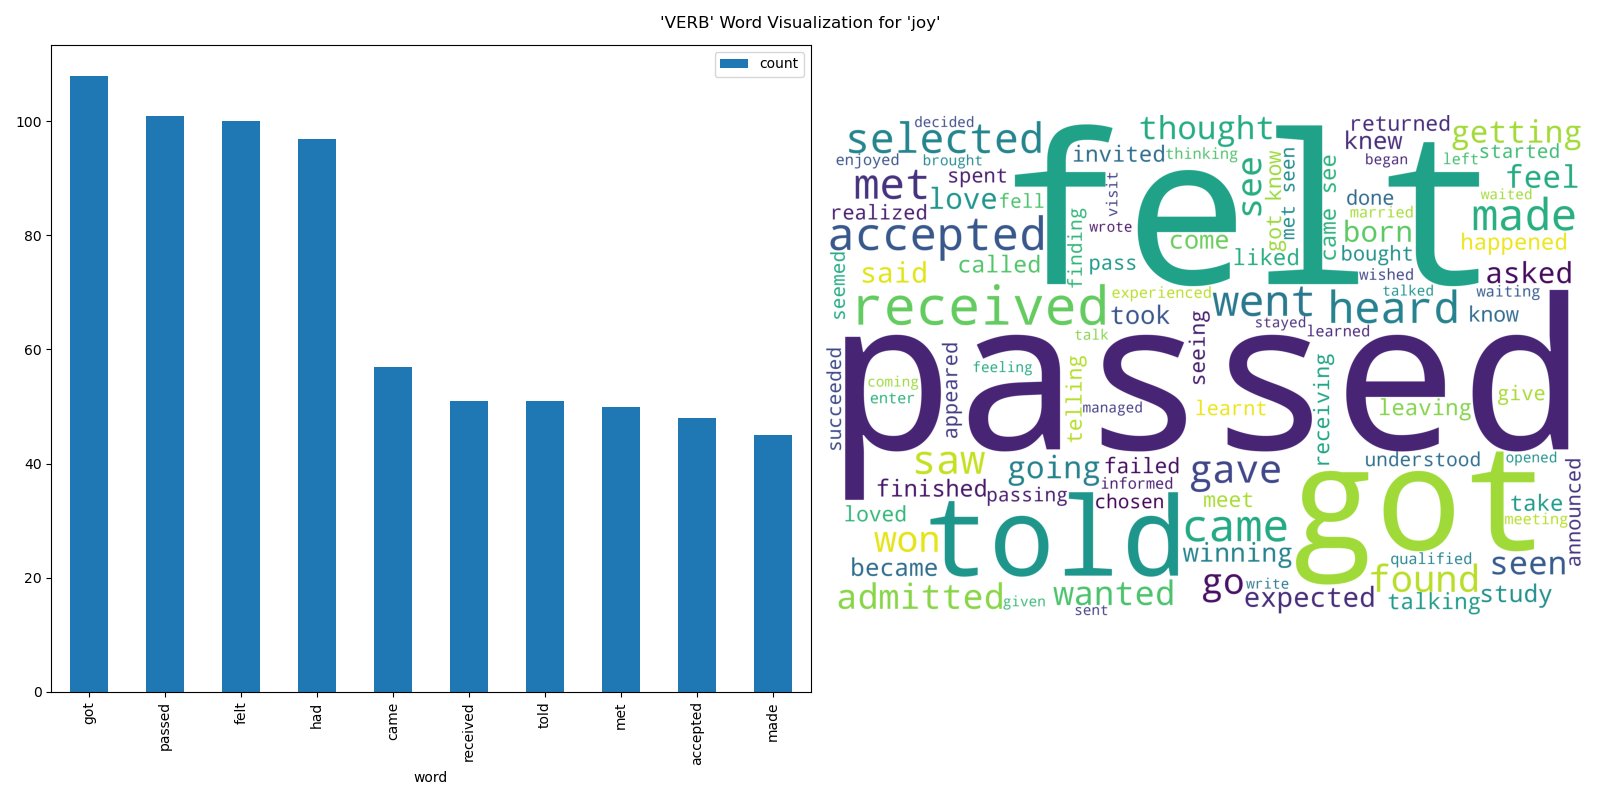 'VERB' Word Visualization for 'joy'
count
100
80
60
40
20
0
got
passed
felt
had
came
received
told
met
accepted
made
word
decided
selected
thought
returned
getting
enjoyed
brought
invited
thinking
knew
began
left
started
met
spent
visit
see
got know
met seen
came see
feel
love
fell
done
waited
realized
wrote
married
made
accepted
finding
come
felt
born
happened
said
called
pass
liked
bought
wished
asked
seemed
received
experienced
went
heard
talked
waiting
took
stayed
learned
know
talk
seeing
passed
succeeded
coming
enter
appeared
feeling
telling
managed
learnt
receiving
leaving
give
saw
going
failed
gave
understood
opened
finished
passing
informed
chosen
meet
got
take
meeting
announced
loved
told
came
won
winning
qualified
seen
became
go
write
found
admitted
given
wanted
expected
talking
study
sent